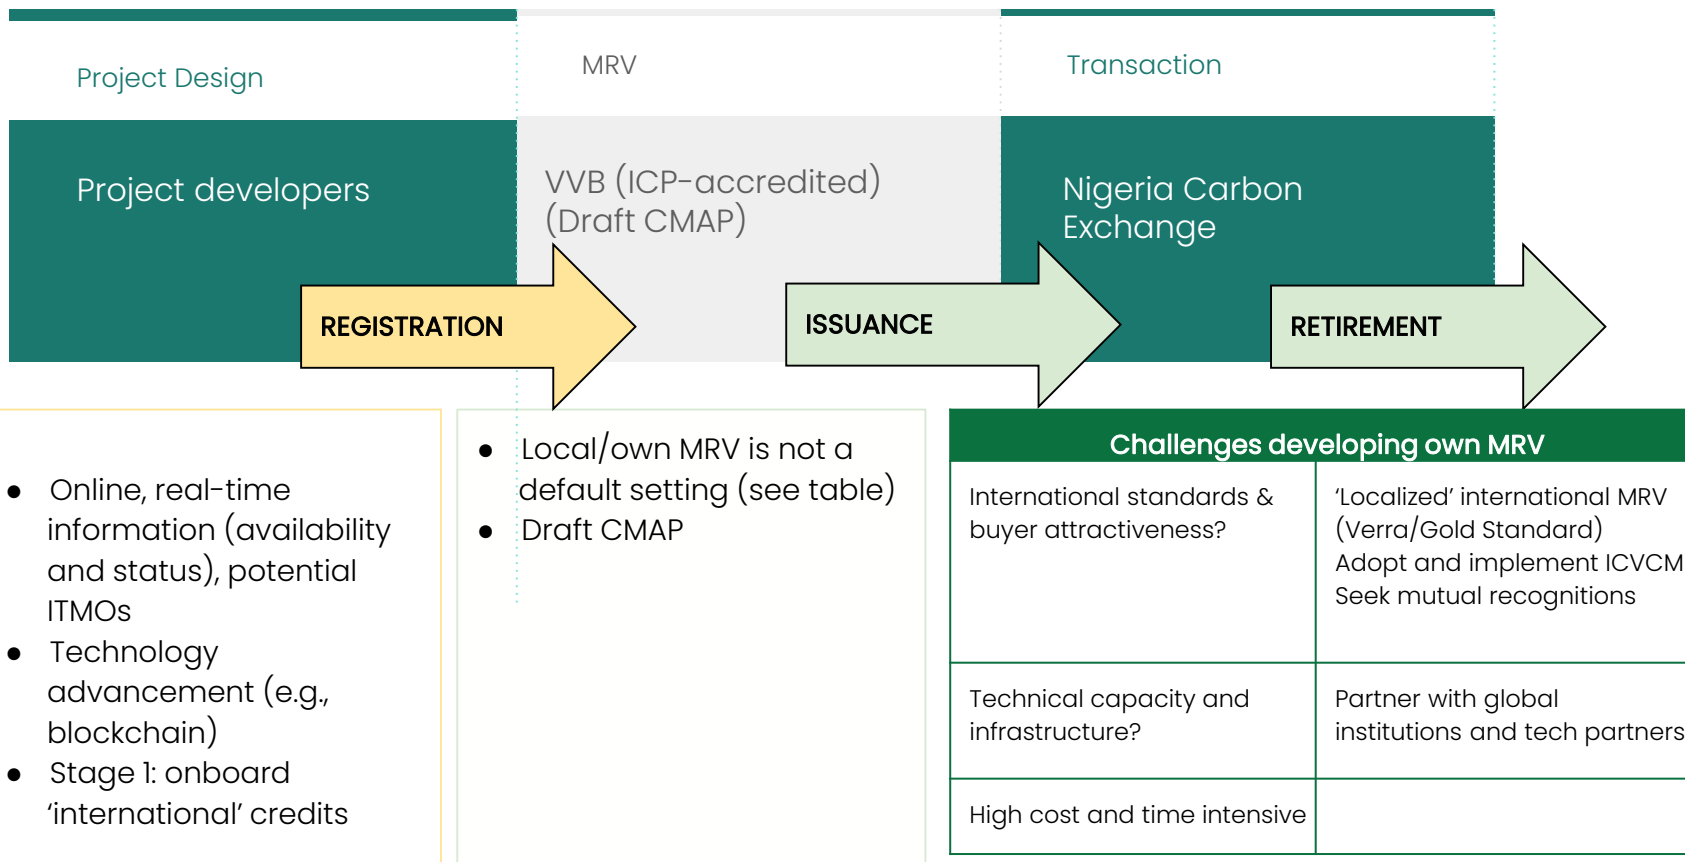 Project Design
MRV
Transaction
Project developers
VVB (ICP-accredited)
(Draft CMAP)
Nigeria Carbon
Exchange
REGISTRATION
ISSUANCE
RETIREMENT
● Online, real-time
information (availability
and status), potential
ITMOs
● Technology
advancement (e.g.,
blockchain)
● Stage 1: onboard
‘international’ credits
● Local/own MRV is not a
default setting (see table)
● Draft CMAP
Challenges developing own MRV
International standards &
buyer attractiveness?
‘Localized’ international MRV
(Verra/Gold Standard)
Adopt and implement ICVCM
Seek mutual recognitions
Technical capacity and
infrastructure?
Partner with global
institutions and tech partners
High cost and time intensive